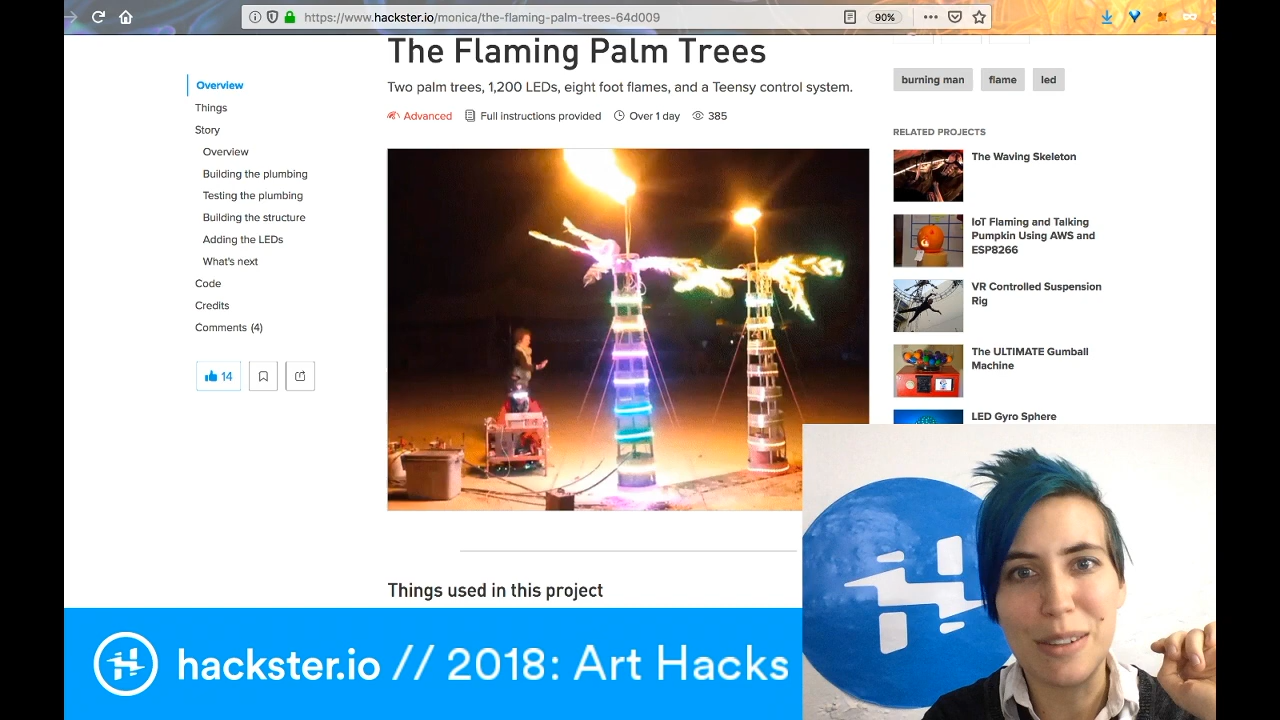 https://www.hackster.io/monica/the-flaming-palm-trees-64d009
90%
The Flaming Palm Trees
Two palm trees, 1,200 LEDs, eight foot flames, and a Teensy control system.
Advanced
Full instructions provided
Over 1 day
385
Overview
Things
Story
Overview
Building the plumbing
Testing the plumbing
Building the structure
Adding the LEDs
What's next
Code
Credits
Comments (4)
14
burning man
flame
led
RELATED PROJECTS
The Waving Skeleton
IoT Flaming and Talking
Pumpkin Using AWS and
ESP8266
VR Controlled Suspension
Rig
The ULTIMATE Gumball
Machine
LED Gyro Sphere
Things used in this project
hackster.io // 2018: Art Hacks